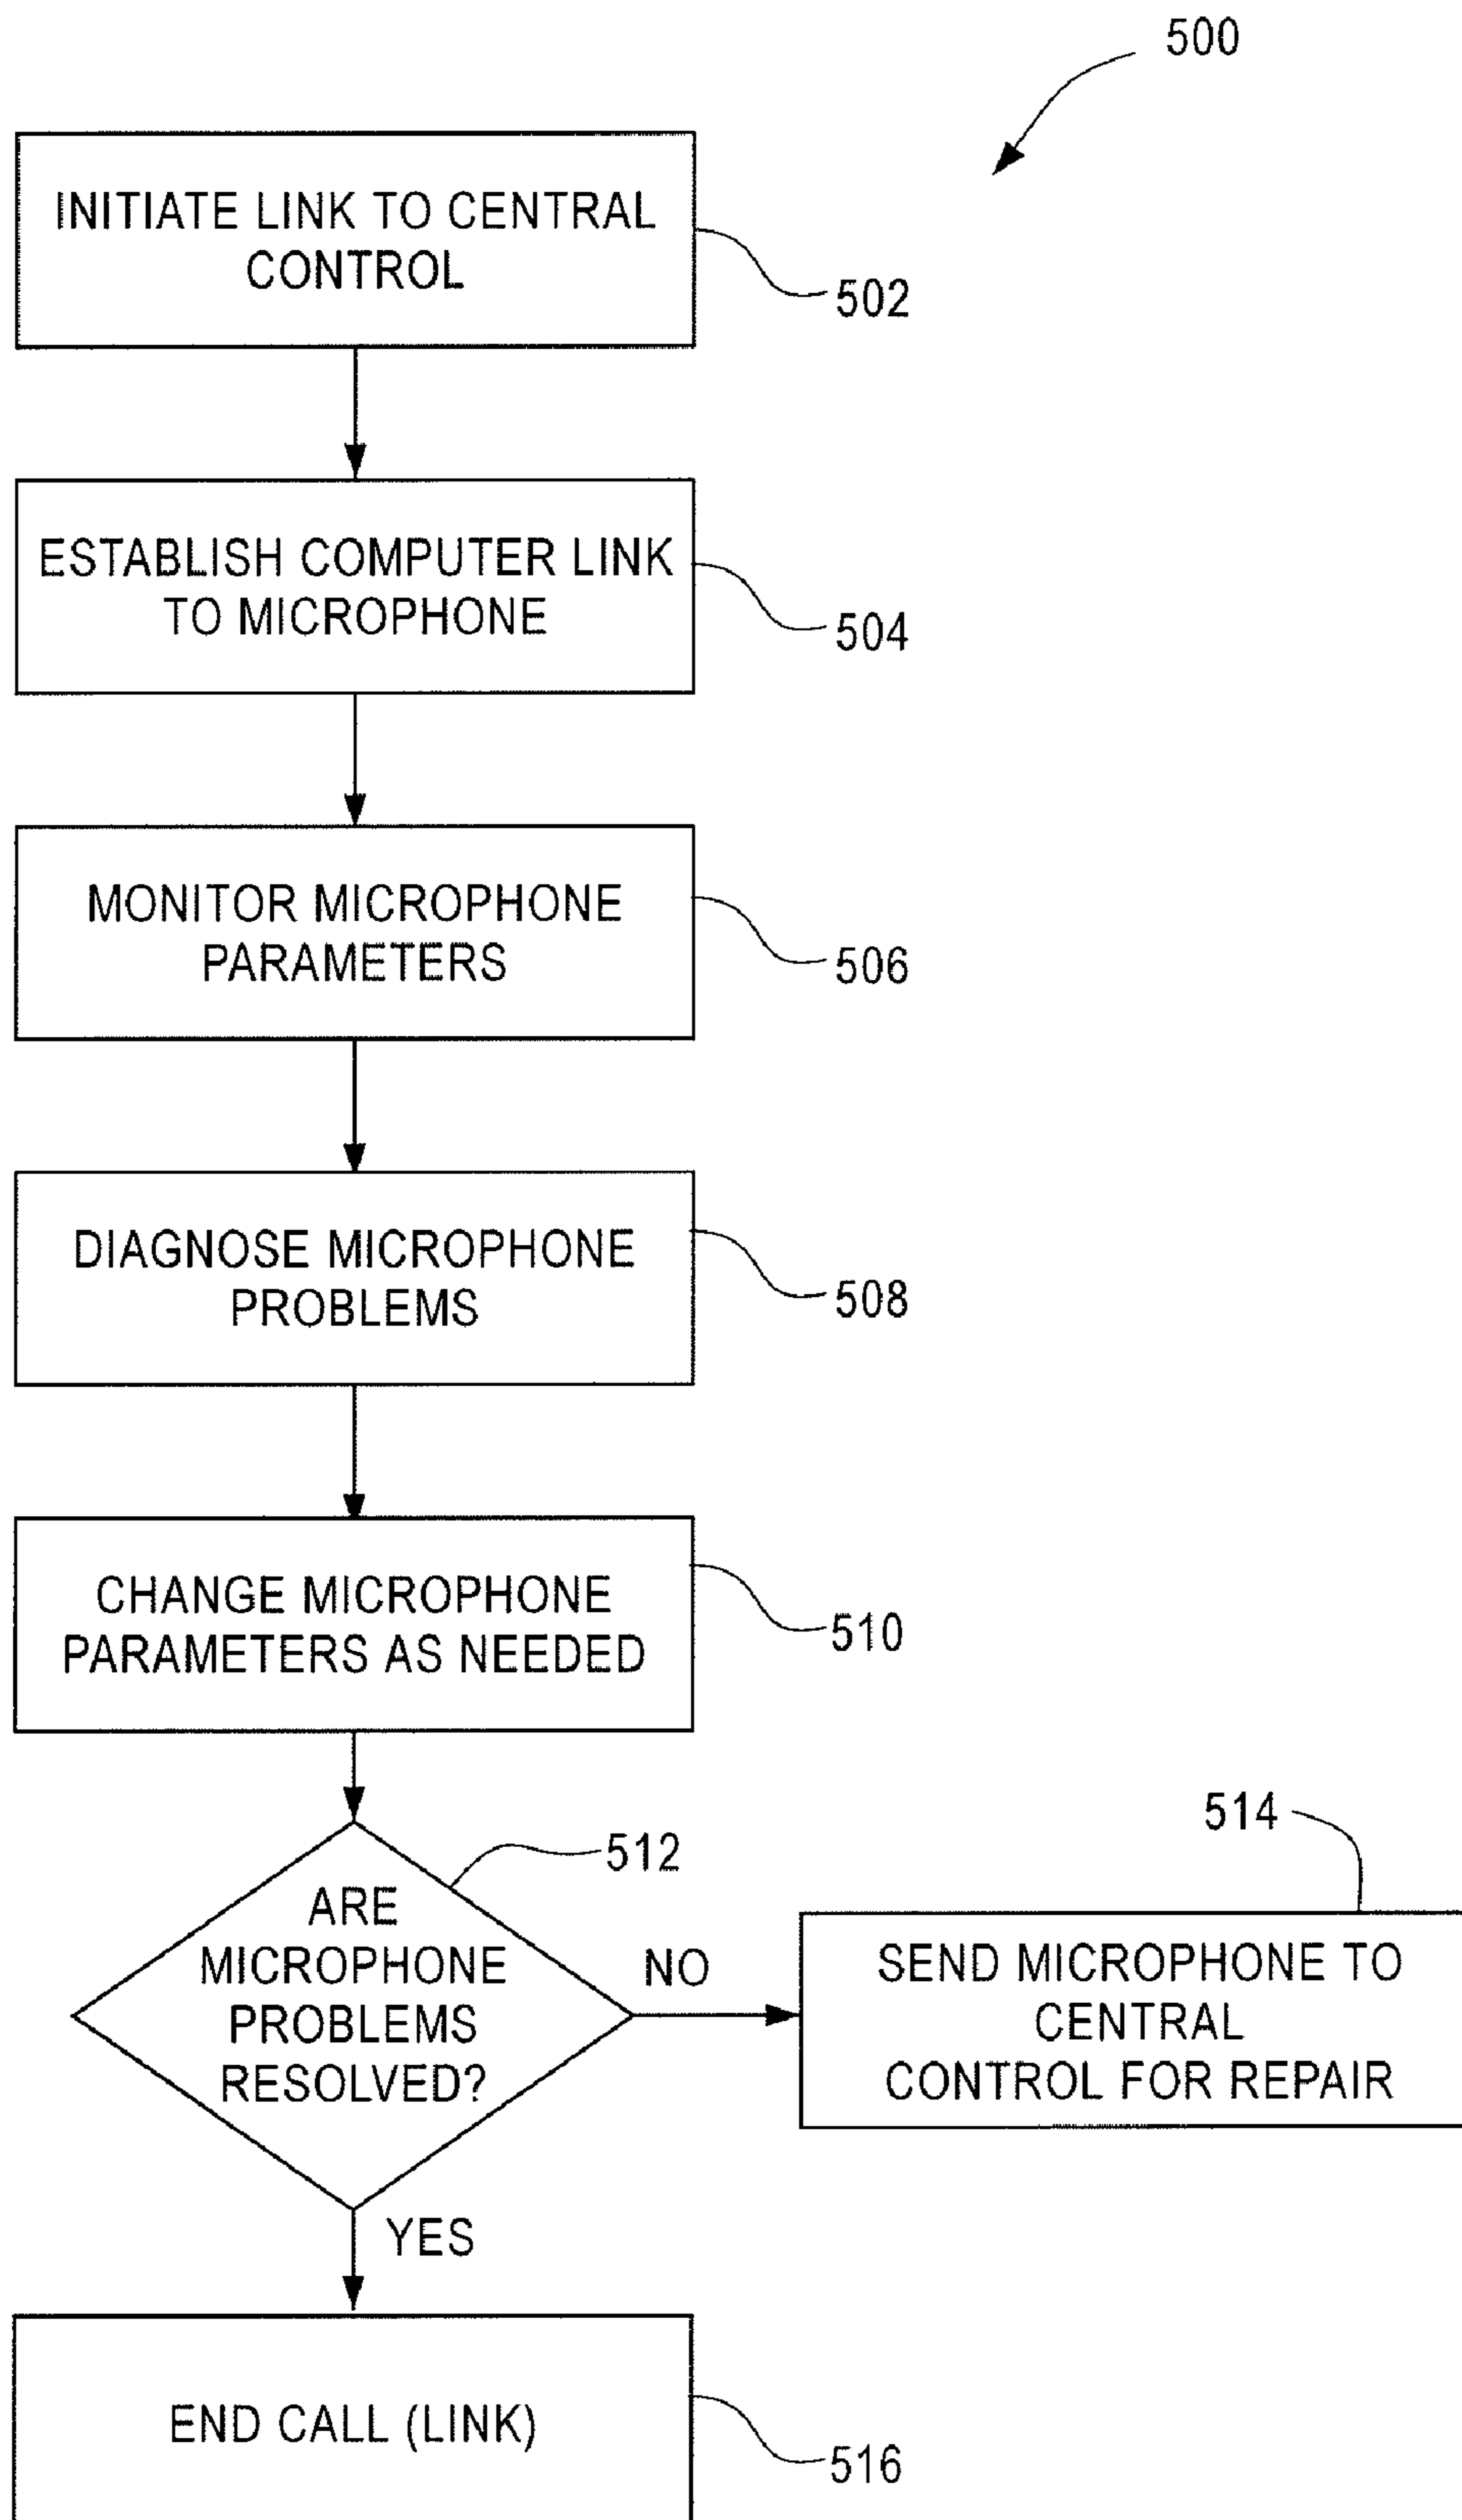 500
INITIATE LINK TO CENTRAL
CONTROL
502
ESTABLISH COMPUTER LINK
TO MICROPHONE
504
MONITOR MICROPHONE
PARAMETERS
506
DIAGNOSE MICROPHONE
PROBLEMS
508
CHANGE MICROPHONE
PARAMETERS AS NEEDED
510
512
ARE
MICROPHONE
PROBLEMS
RESOLVED?
NO
514
SEND MICROPHONE TO
CENTRAL
CONTROL FOR REPAIR
YES
END CALL (LINK)
516